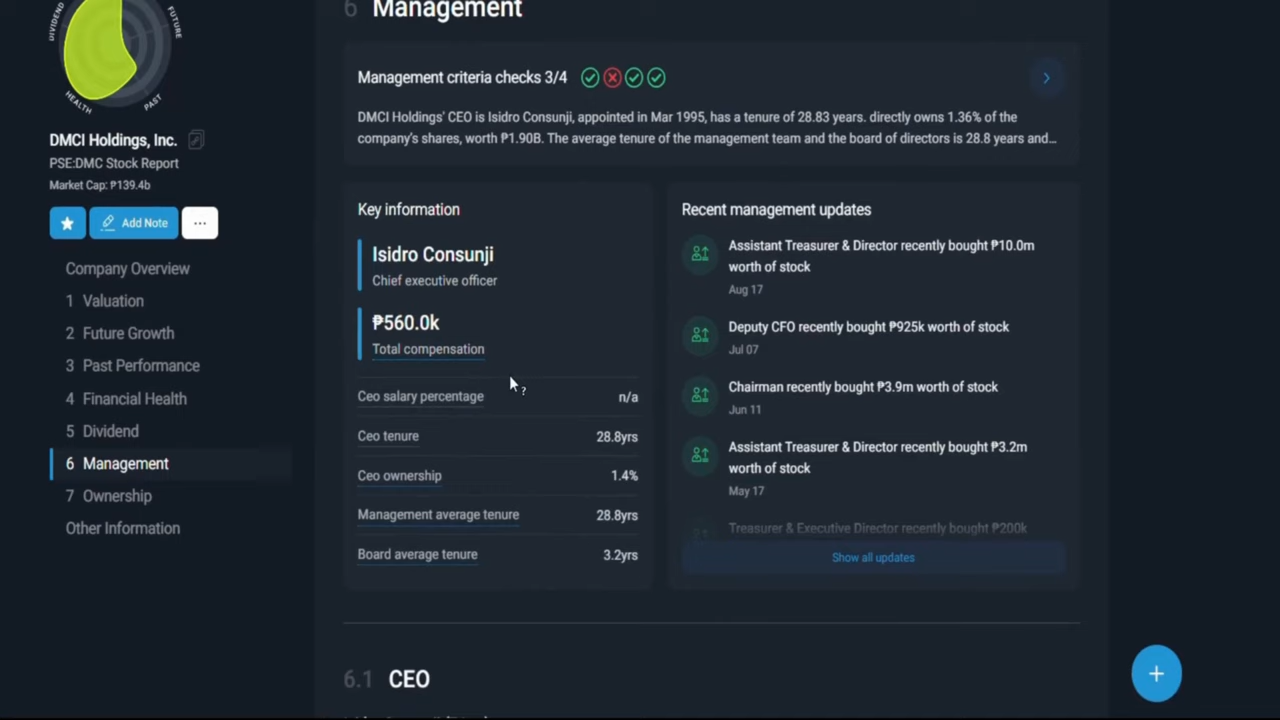 DIVIDEND
FUTURE
HEALTH
PAST
DMCI Holdings, Inc.
PSE:DMC Stock Report
Market Cap: ₱139.4b
Add Note
...
Company Overview
1 Valuation
2 Future Growth
3 Past Performance
4 Financial Health
5 Dividend
6 Management
7 Ownership
Other Information
6 Management
Management criteria checks 3/4
DMCI Holdings' CEO is Isidro Consunji, appointed in Mar 1995, has a tenure of 28.83 years. directly owns 1.36% of the
company's shares, worth ₱1.90B. The average tenure of the management team and the board of directors is 28.8 years and…
Key information
Isidro Consunji
Chief executive officer
₱560.0k
Total compensation
Ceo salary percentage n/a
Ceo tenure 28.8yrs
Ceo ownership 1.4%
Management average tenure 28.8yrs
Board average tenure 3.2yrs
Recent management updates
Assistant Treasurer & Director recently bought ₱10.0m
worth of stock
Aug 17
Deputy CFO recently bought ₱925k worth of stock
Jul 07
Chairman recently bought ₱3.9m worth of stock
Jun 11
Assistant Treasurer & Director recently bought ₱3.2m
worth of stock
May 17
Treasurer & Executive Director recently bought ₱200k
Show all updates
6.1 CEO